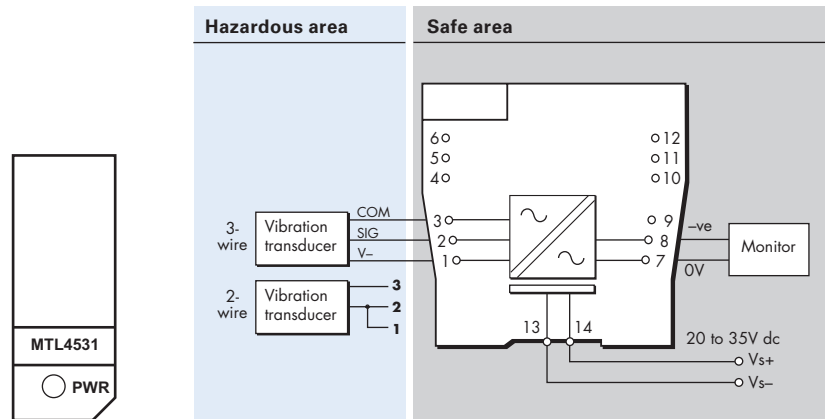 Hazardous area
Safe area
6
5
4
3
2
1
12
11
10
9
8
7
COM
SIG
V–
3-
wire
Vibration
transducer
2-
wire
Vibration
transducer
3
2
1
–ve
0V
Monitor
13
14
20 to 35V dc
Vs+
Vs–
MTL4531
PWR